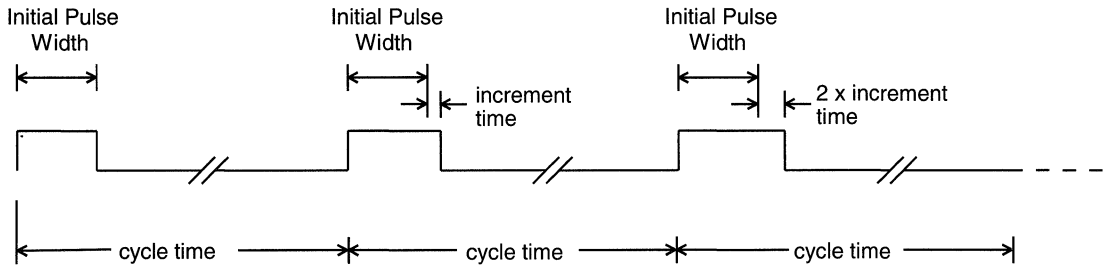 Initial Pulse
Width
Initial Pulse
Width
Initial Pulse
Width
increment
time
2 x increment
time
cycle time
cycle time
cycle time